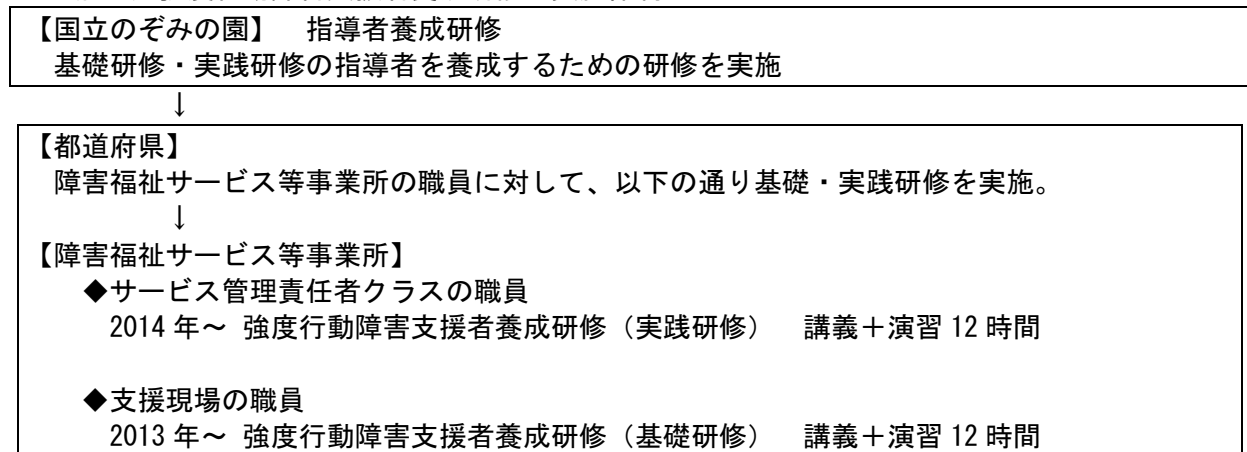 【国立のぞみの園】　指導者養成研修
基礎研修・実践研修の指導者を養成するための研修を実施
↓
【都道府県】
障害福祉サービス等事業所の職員に対して、以下の通り基礎・実践研修を実施。
↓
【障害福祉サービス等事業所】
◆サービス管理責任者クラスの職員
2014 年～ 強度行動障害支援者養成研修（実践研修）　講義＋演習 12 時間
◆支援現場の職員
2013 年～ 強度行動障害支援者養成研修（基礎研修）　講義＋演習 12 時間